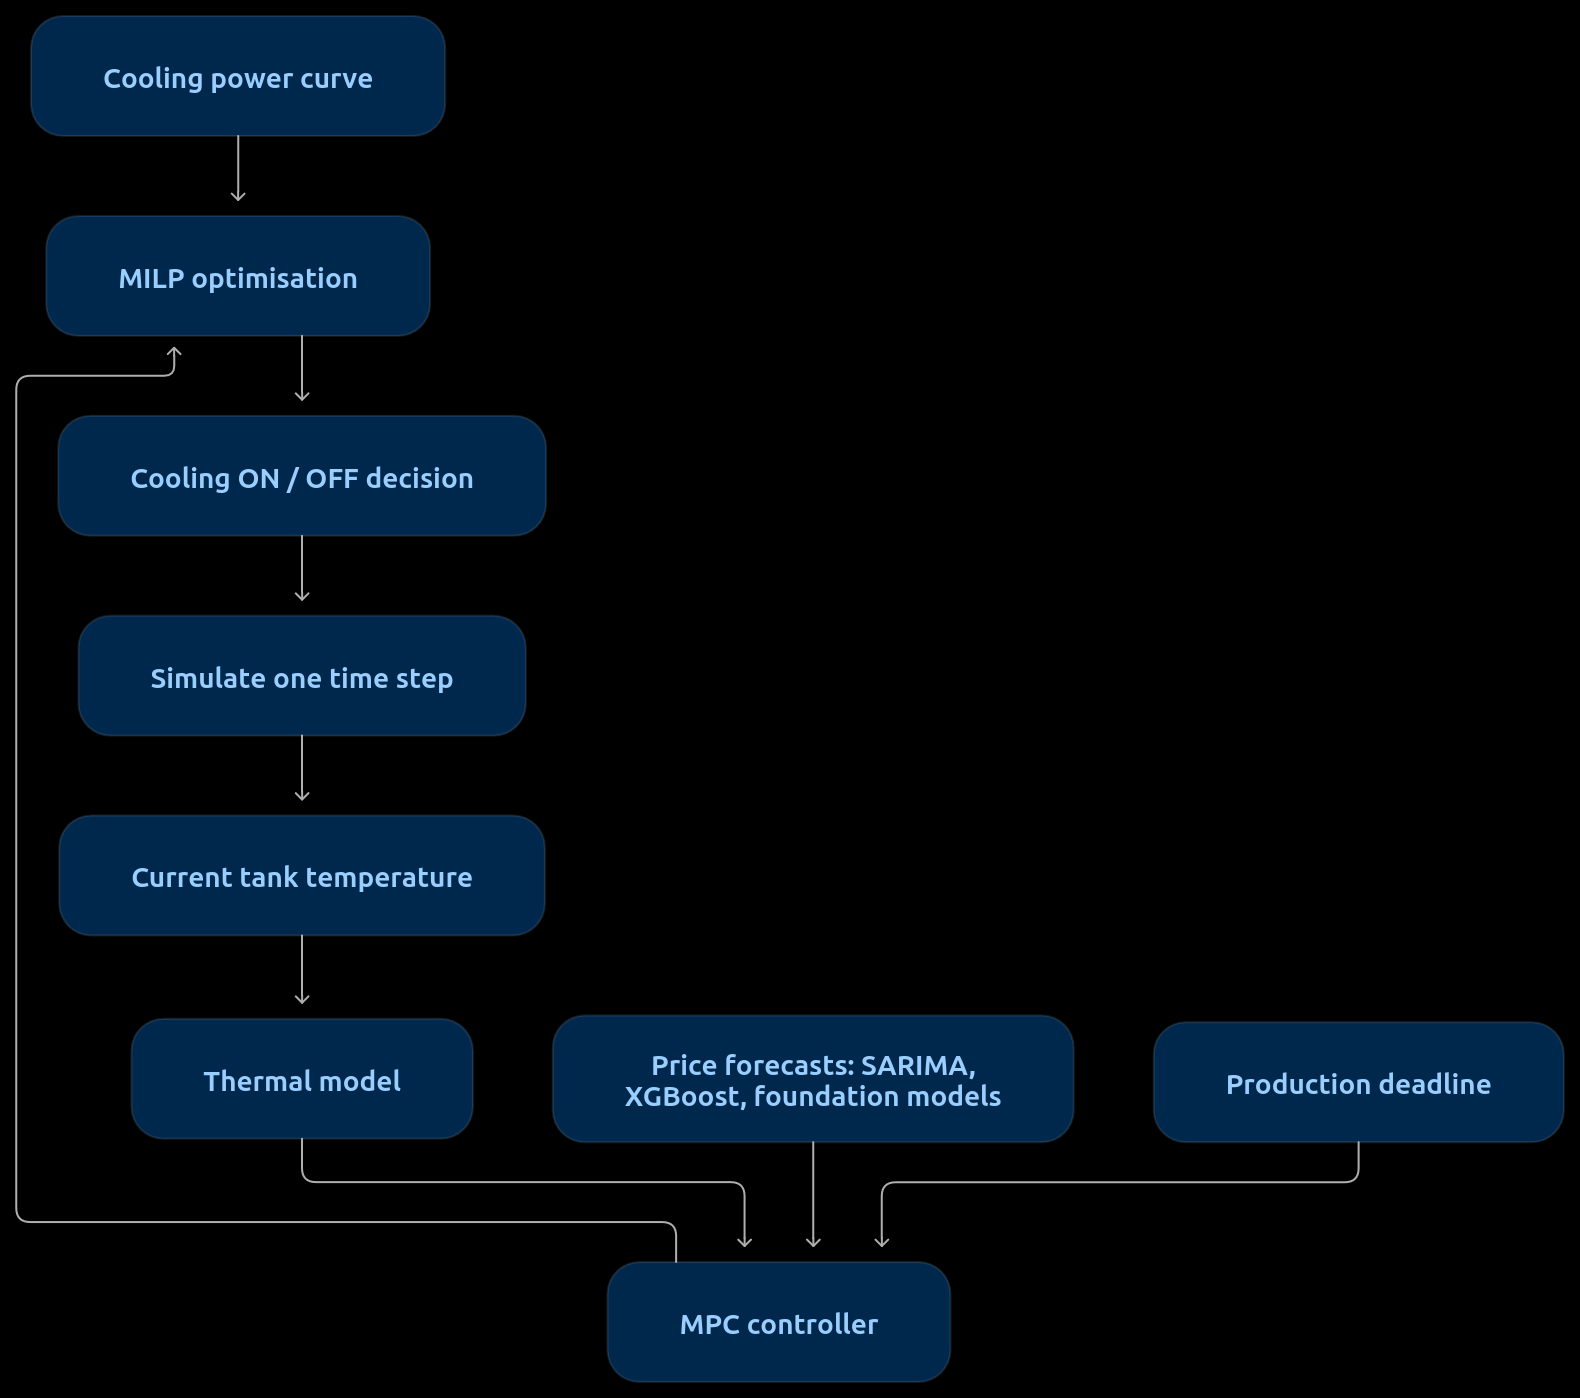 Cooling power curve
MILP optimisation
Cooling ON / OFF decision
Simulate one time step
Current tank temperature
Thermal model
Price forecasts: SARIMA,
XGBoost, foundation models
Production deadline
MPC controller